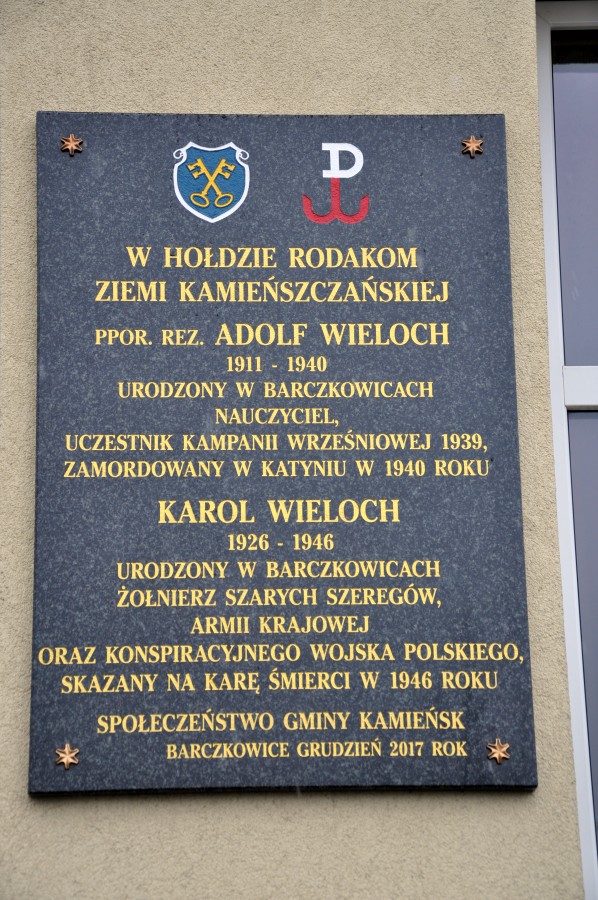 W HOŁDZIE RODAKOM
ZIEMI KAMIEŃSZCZAŃSKIEJ
PPOR. REZ. ADOLF WIELOCH
1911 - 1940
URODZONY W BARCZKOWICACH
NAUCZYCIEL,
UCZESTNIK KAMPANII WRZEŚNIOWEJ 1939,
ZAMORDOWANY W KATYNIU W 1940 ROKU
KAROL WIELOCH
1926 - 1946
URODZONY W BARCZKOWICACH
ŻOŁNIERZ SZARYCH SZEREGÓW,
ARMII KRAJOWEJ
ORAZ KONSPIRACYJNEGO WOJSKA POLSKIEGO,
SKAZANY NA KARĘ ŚMIERCI W 1946 ROKU
SPOŁECZEŃSTWO GMINY KAMIEŃSK
BARCZKOWICE GRUDZIEŃ 2017 ROK